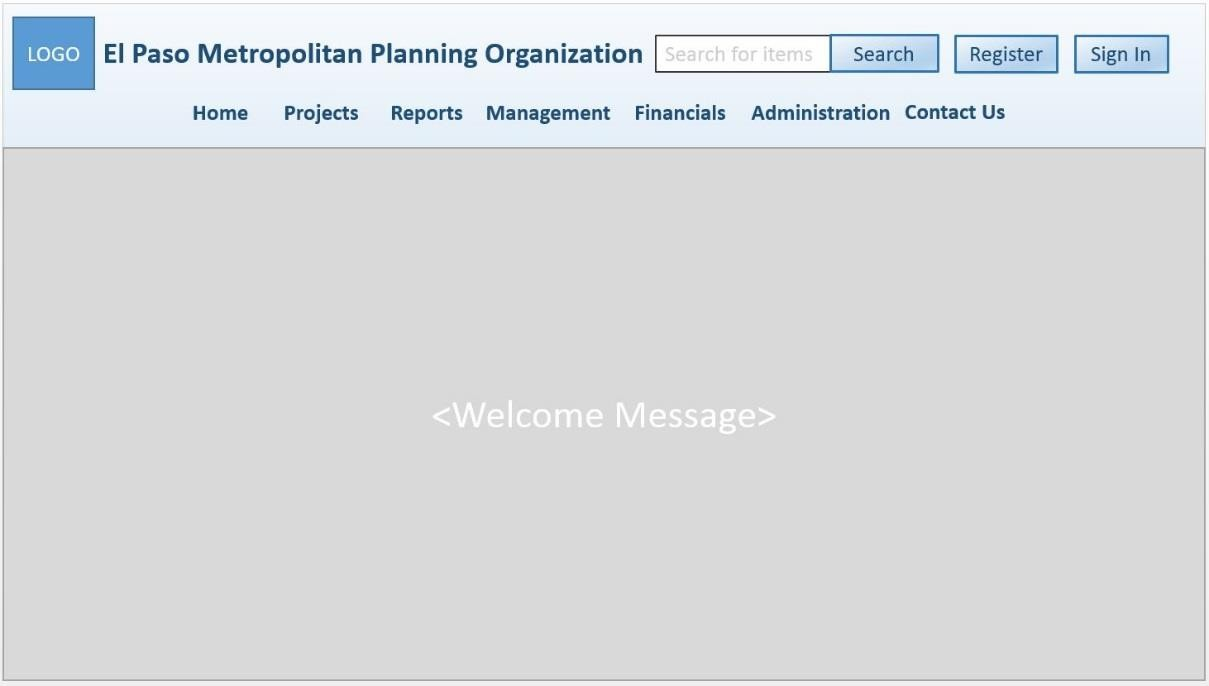 LOGO El Paso Metropolitan Planning Organization Search for items Search Register Sign In
Home Projects Reports Management Financials Administration Contact Us
<Welcome Message>